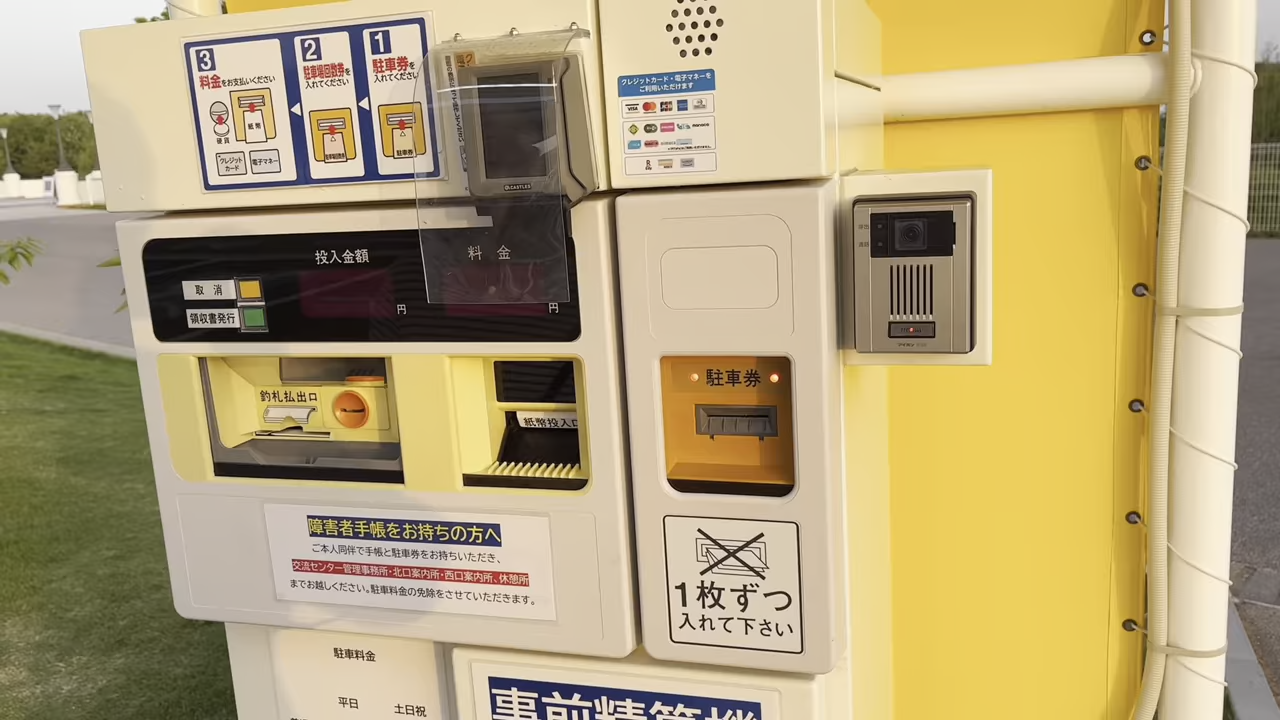 3
料金をお支払いください
硬貨
紙幣
クレジットカード
電子マネー
2
駐車場回数券を
入れてください
1
駐車券を
入れてください
駐車券
CASTLES
クレジットカード・電子マネーを
ご利用いただけます
VISA
nanaco
R Pay
投入金額
料金
取消
領収書発行
円
円
釣札払出口
紙幣投入口
駐車券
障害者手帳をお持ちの方へ
ご本人同伴で手帳と駐車券をお持ちいただき、
交流センター管理事務所・北口案内所・西口案内所、休憩所
までお越しください。駐車料金の免除をさせていただきます。
1枚ずつ
入れて下さい
駐車料金
平日 土日祝
事前精算機